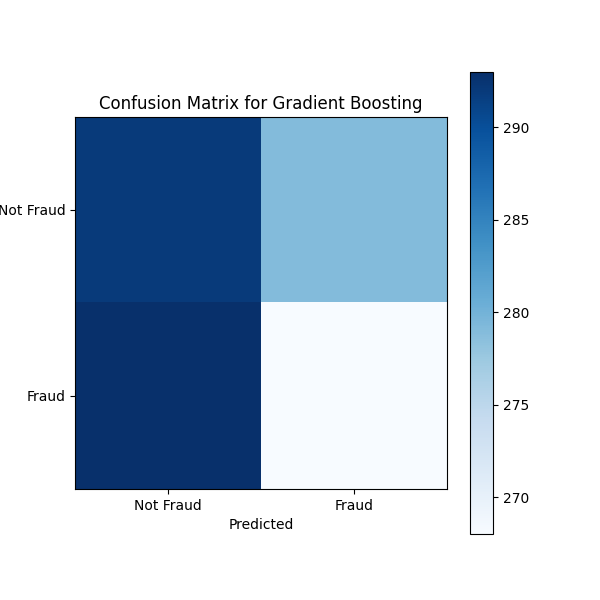 Confusion Matrix for Gradient Boosting
Not Fraud
Fraud
Not Fraud
Fraud
Predicted
290
285
280
275
270